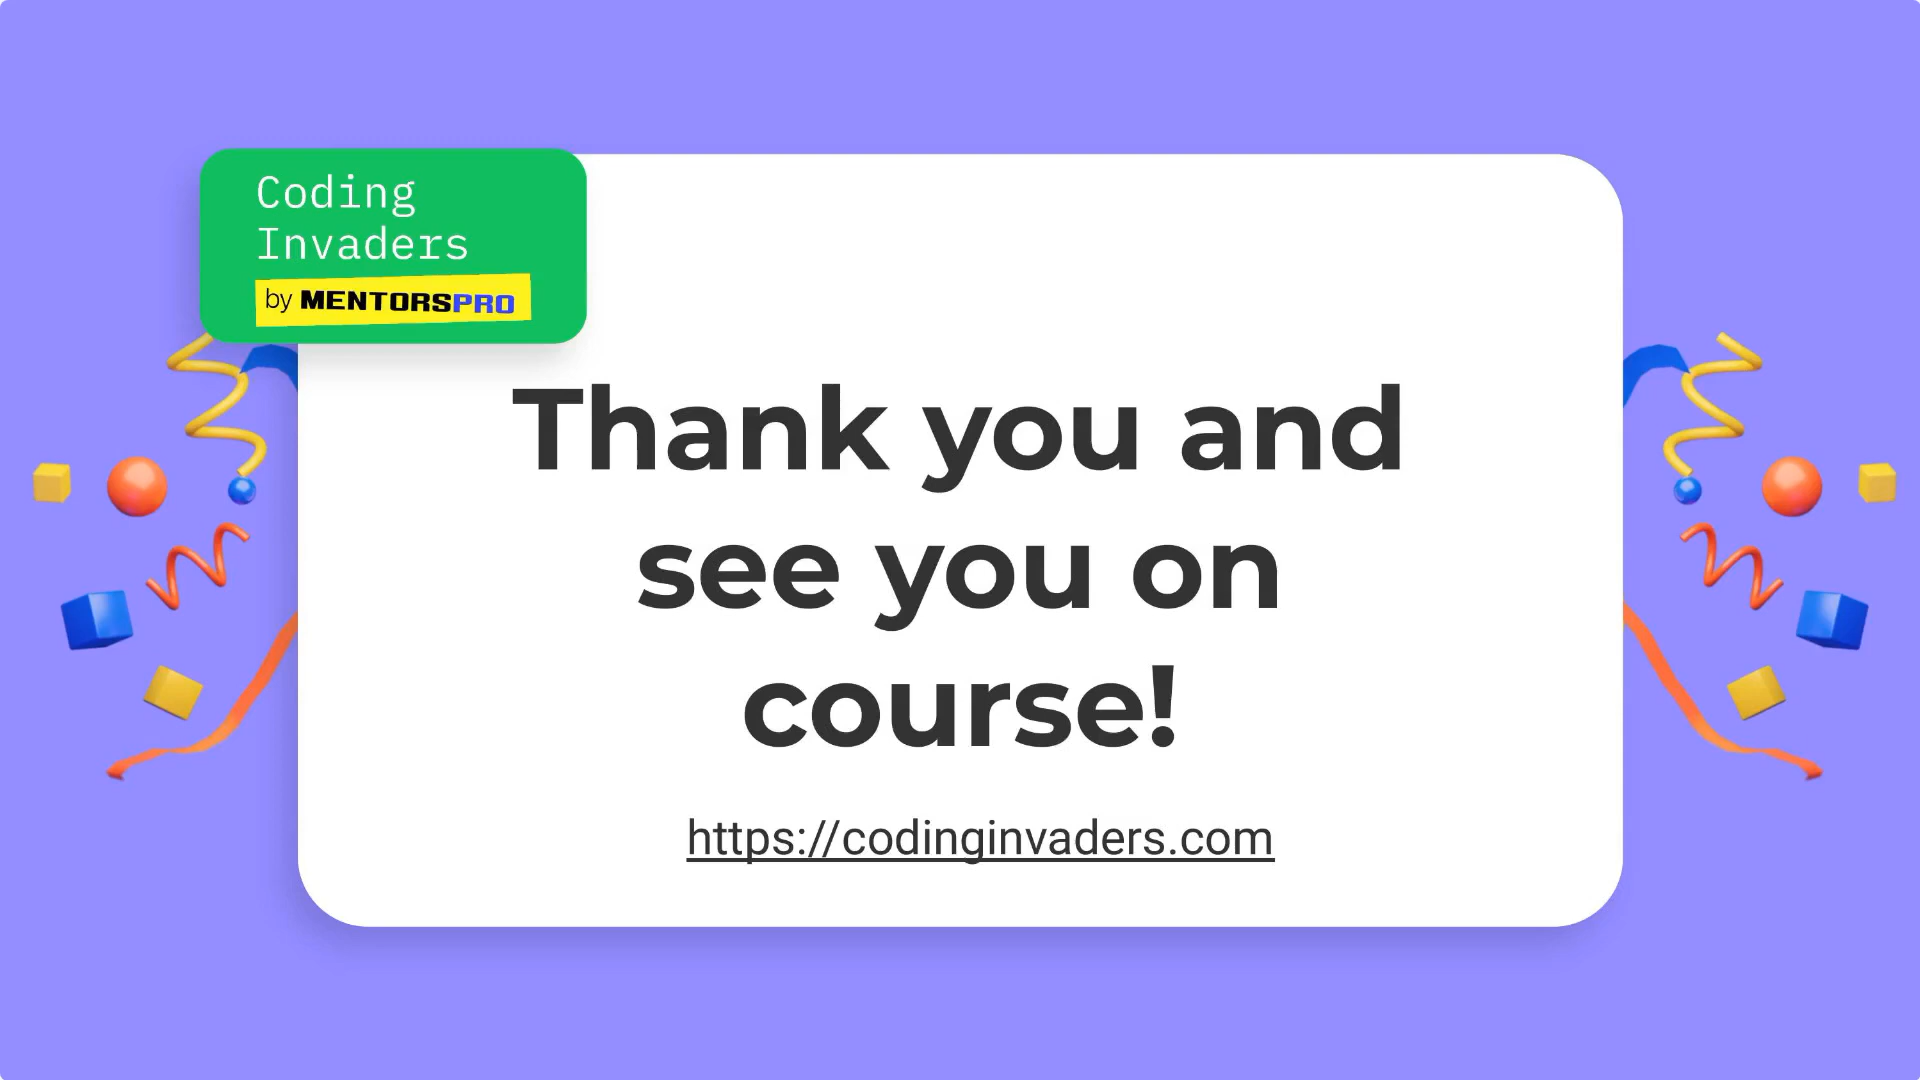 Coding
Invaders
by MENTORSPRO
Thank you and
see you on
course!
https://codinginvaders.com